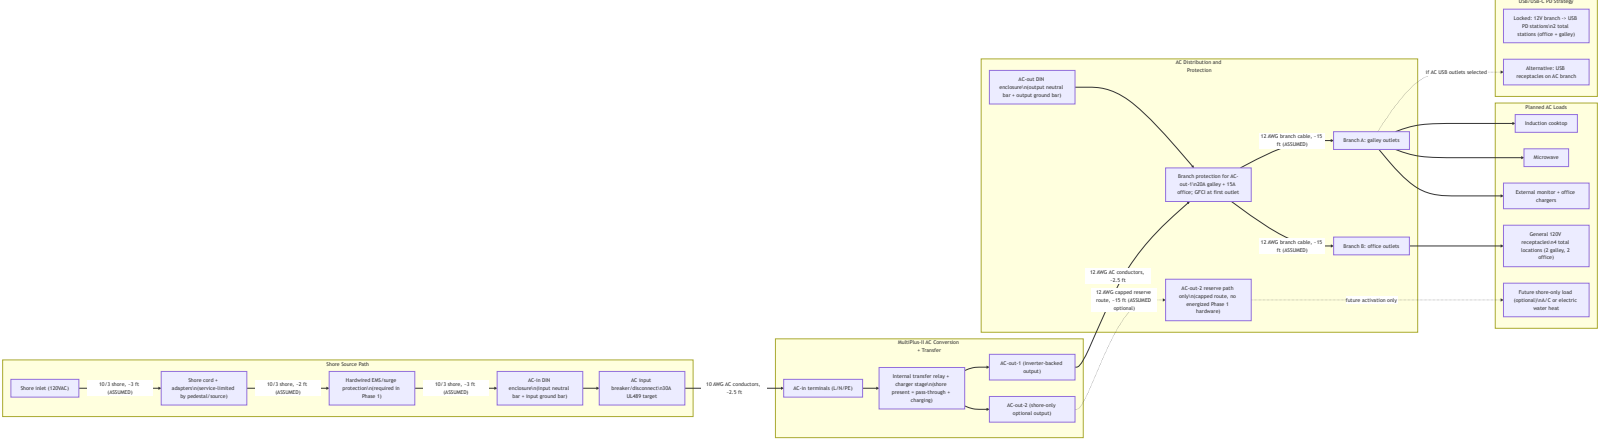 Shore Source Path
Shore inlet (120VAC)
10/3 shore, ~3 ft
(ASSUMED)
Shore cord +
adapters\n(service-limited
by pedestal/source)
10/3 shore, ~2 ft
(ASSUMED)
Hardwired EMS/surge
protection\n(required in
Phase 1)
10/3 shore, ~3 ft
(ASSUMED)
AC-in DIN
enclosure\n(input neutral
bar + input ground bar)
AC input
breaker/disconnect\n30A
UL489 target
10 AWG AC conductors,
~2.5 ft
MultiPlus-II AC Conversion
+ Transfer
AC-in terminals (L/N/PE)
Internal transfer relay +
charger stage\n(shore
present = pass-through +
charging)
AC-out-1 (inverter-backed
output)
AC-out-2 (shore-only
optional output)
12 AWG AC conductors,
~2.5 ft
12 AWG capped reserve
route, ~15 ft (ASSUMED
optional)
AC Distribution and
Protection
AC-out DIN
enclosure\n(output neutral
bar + output ground bar)
Branch protection for AC-
out-1\n20A galley + 15A
office; GFCI at first outlet
AC-out-2 reserve path
only\n(capped route, no
energized Phase 1
hardware)
12 AWG branch cable, ~15
ft (ASSUMED)
12 AWG branch cable, ~15
ft (ASSUMED)
Branch A: galley outlets
Branch B: office outlets
if AC USB outlets selected
future activation only
USB/USB-C PD Strategy
Locked: 12V branch -> USB
PD stations\n2 total
stations (office + galley)
Alternative: USB
receptacles on AC branch
Planned AC Loads
Induction cooktop
Microwave
External monitor + office
chargers
General 120V
receptacles\n4 total
locations (2 galley, 2
office)
Future shore-only load
(optional)\nA/C or electric
water heat